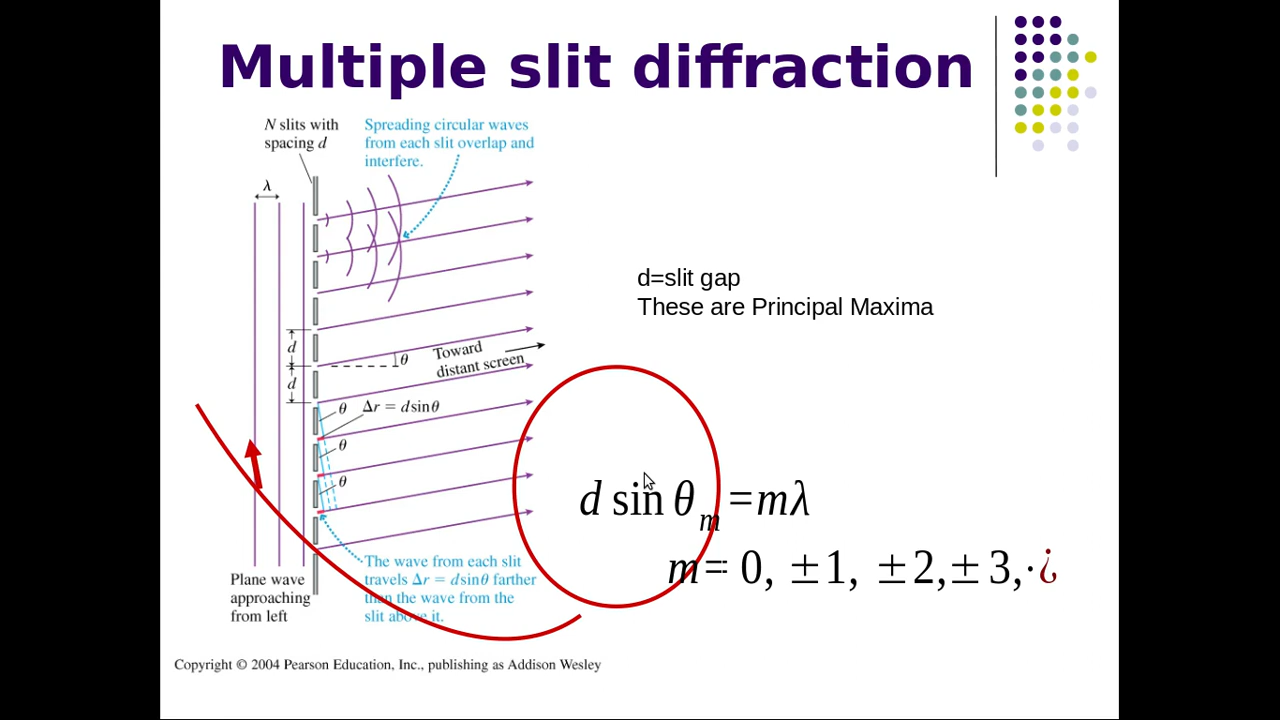 Multiple slit diffraction
N slits with
spacing d
Spreading circular waves
from each slit overlap and
interfere.
λ
d=slit gap
These are Principal Maxima
d
θ
Toward
distant screen
d
θ
Δr = d sin θ
θ
θ
d sin θm =mλ
m= 0, ±1, ±2,± 3,·¿
The wave from each slit
travels Δr = d sin θ farther
than the wave from the
slit above it.
Plane wave
approaching
from left
Copyright © 2004 Pearson Education, Inc., publishing as Addison Wesley